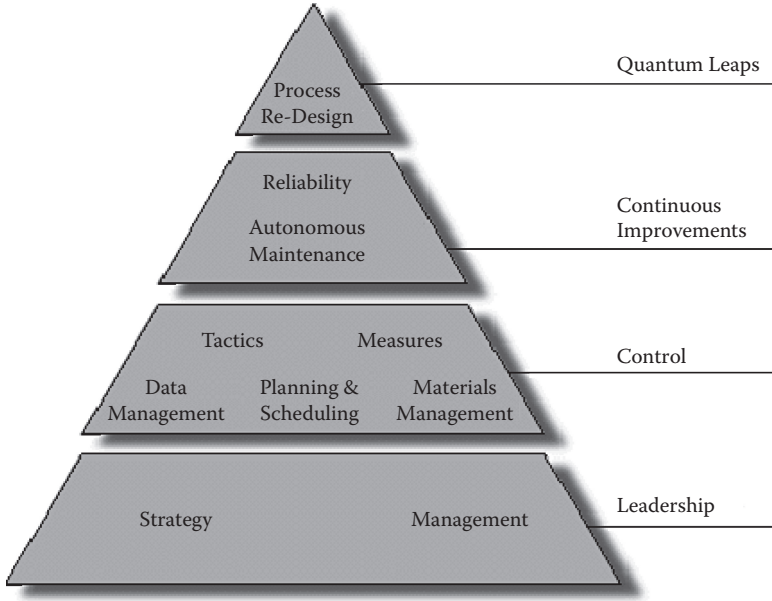 Quantum Leaps
Process
Re-Design
Reliability
Autonomous
Maintenance
Continuous
Improvements
Tactics
Measures
Control
Data
Management
Planning &
Scheduling
Materials
Management
Strategy
Management
Leadership